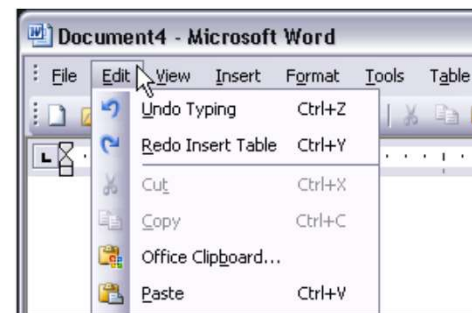 Document4 - Microsoft Word
File Edit View Insert Format Tools Table
Undo Typing Ctrl+Z
Redo Insert Table Ctrl+Y
Cut Ctrl+X
Copy Ctrl+C
Office Clipboard...
Paste Ctrl+V